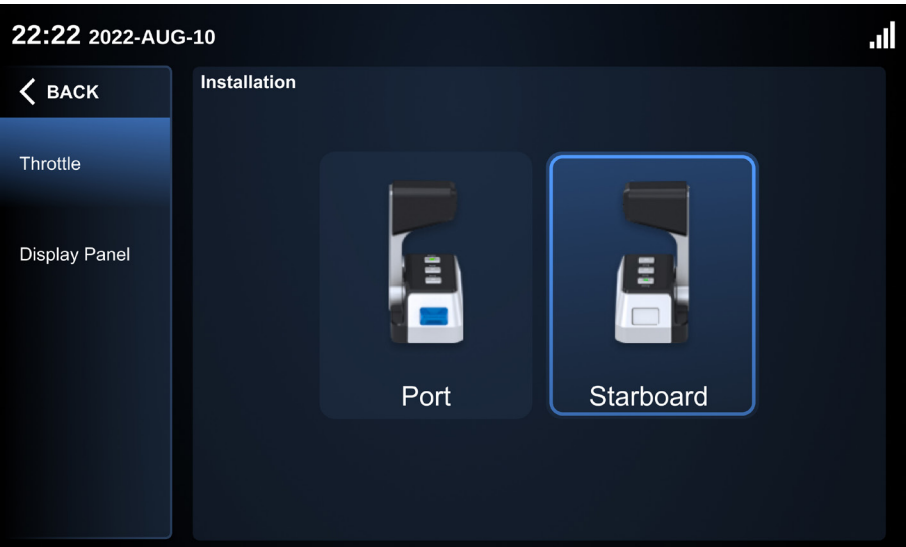 22:22 2022-AUG-10
BACK
Installation
Throttle
Display Panel
Port
Starboard